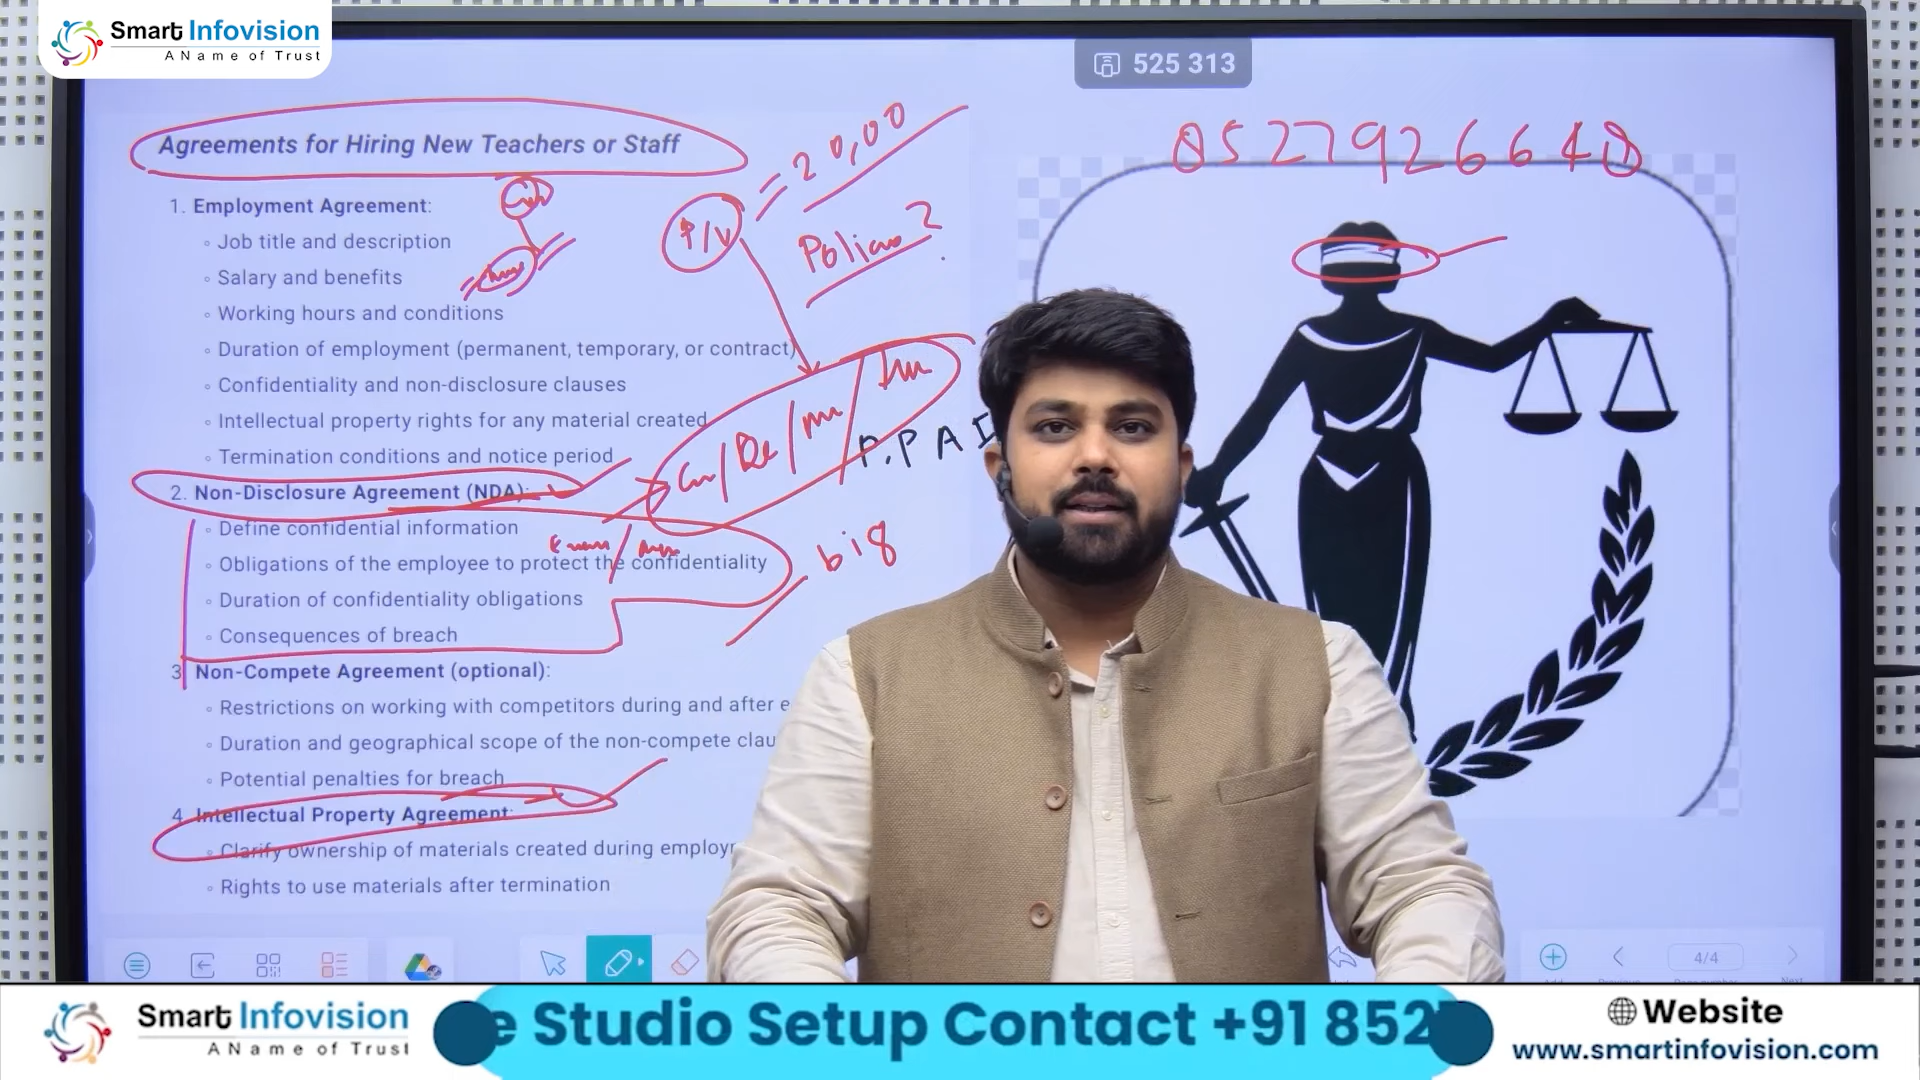 Smart Infovision
A Name of Trust
525 313
Agreements for Hiring New Teachers or Staff
= 20,00
8527926648
1. Employment Agreement:
Job title and description
P/V
Salary and benefits
Working hours and conditions
Duration of employment (permanent, temporary, or contract)
Confidentiality and non-disclosure clauses
Intellectual property rights for any material created
Termination conditions and notice period
P A I
2. Non-Disclosure Agreement (NDA):
Define confidential information
big
Obligations of the employee to protect the confidentiality
Duration of confidentiality obligations
Consequences of breach
3 Non-Compete Agreement (optional):
Restrictions on working with competitors during and after e
Duration and geographical scope of the non-compete clau
Potential penalties for breach
4. Intellectual Property Agreement:
Clarify ownership of materials created during employ
Rights to use materials after termination
4/4
Smart Infovision
A Name of Trust
e Studio Setup Contact +91 852
Website
www.smartinfovision.com